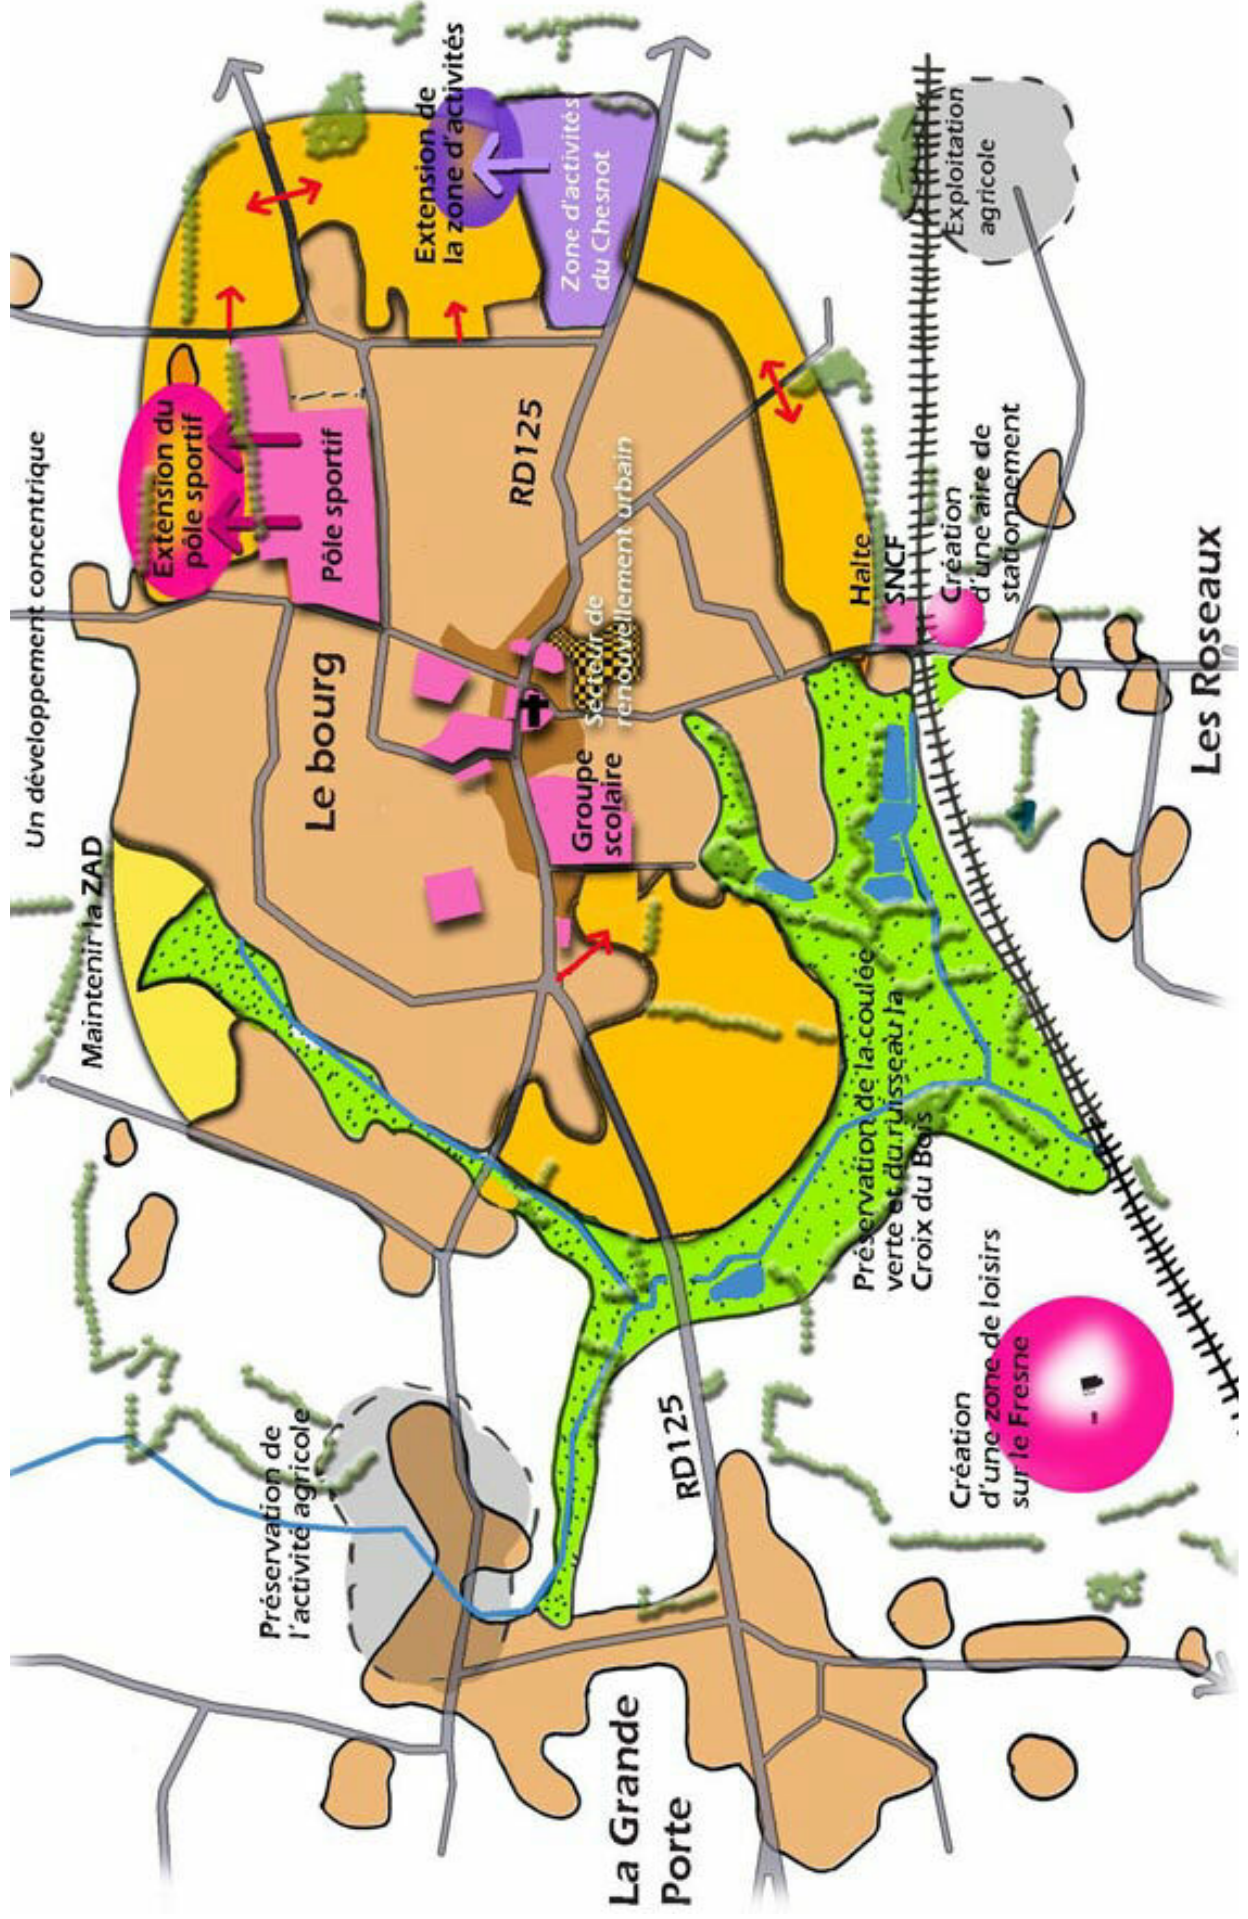 Un développement concentrique
Maintenir la ZAD
Extension du
pôle sportif
Pôle sportif
Extension de
la zone d'activités
Zone d'activités
du Chesnot
Le bourg
RD125
Secteur de
renouvellement urbain
Groupe
scolaire
Halte
SNCF
Création
d'une aire de
stationnement
Exploitation
agricole
Les Roseaux
Préservation de la coulée
verte et du ruisseau la
Croix du Bois
Création
d'une zone de loisirs
sur le Fresne
Préservation de
l'activité agricole
RD125
La Grande
Porte